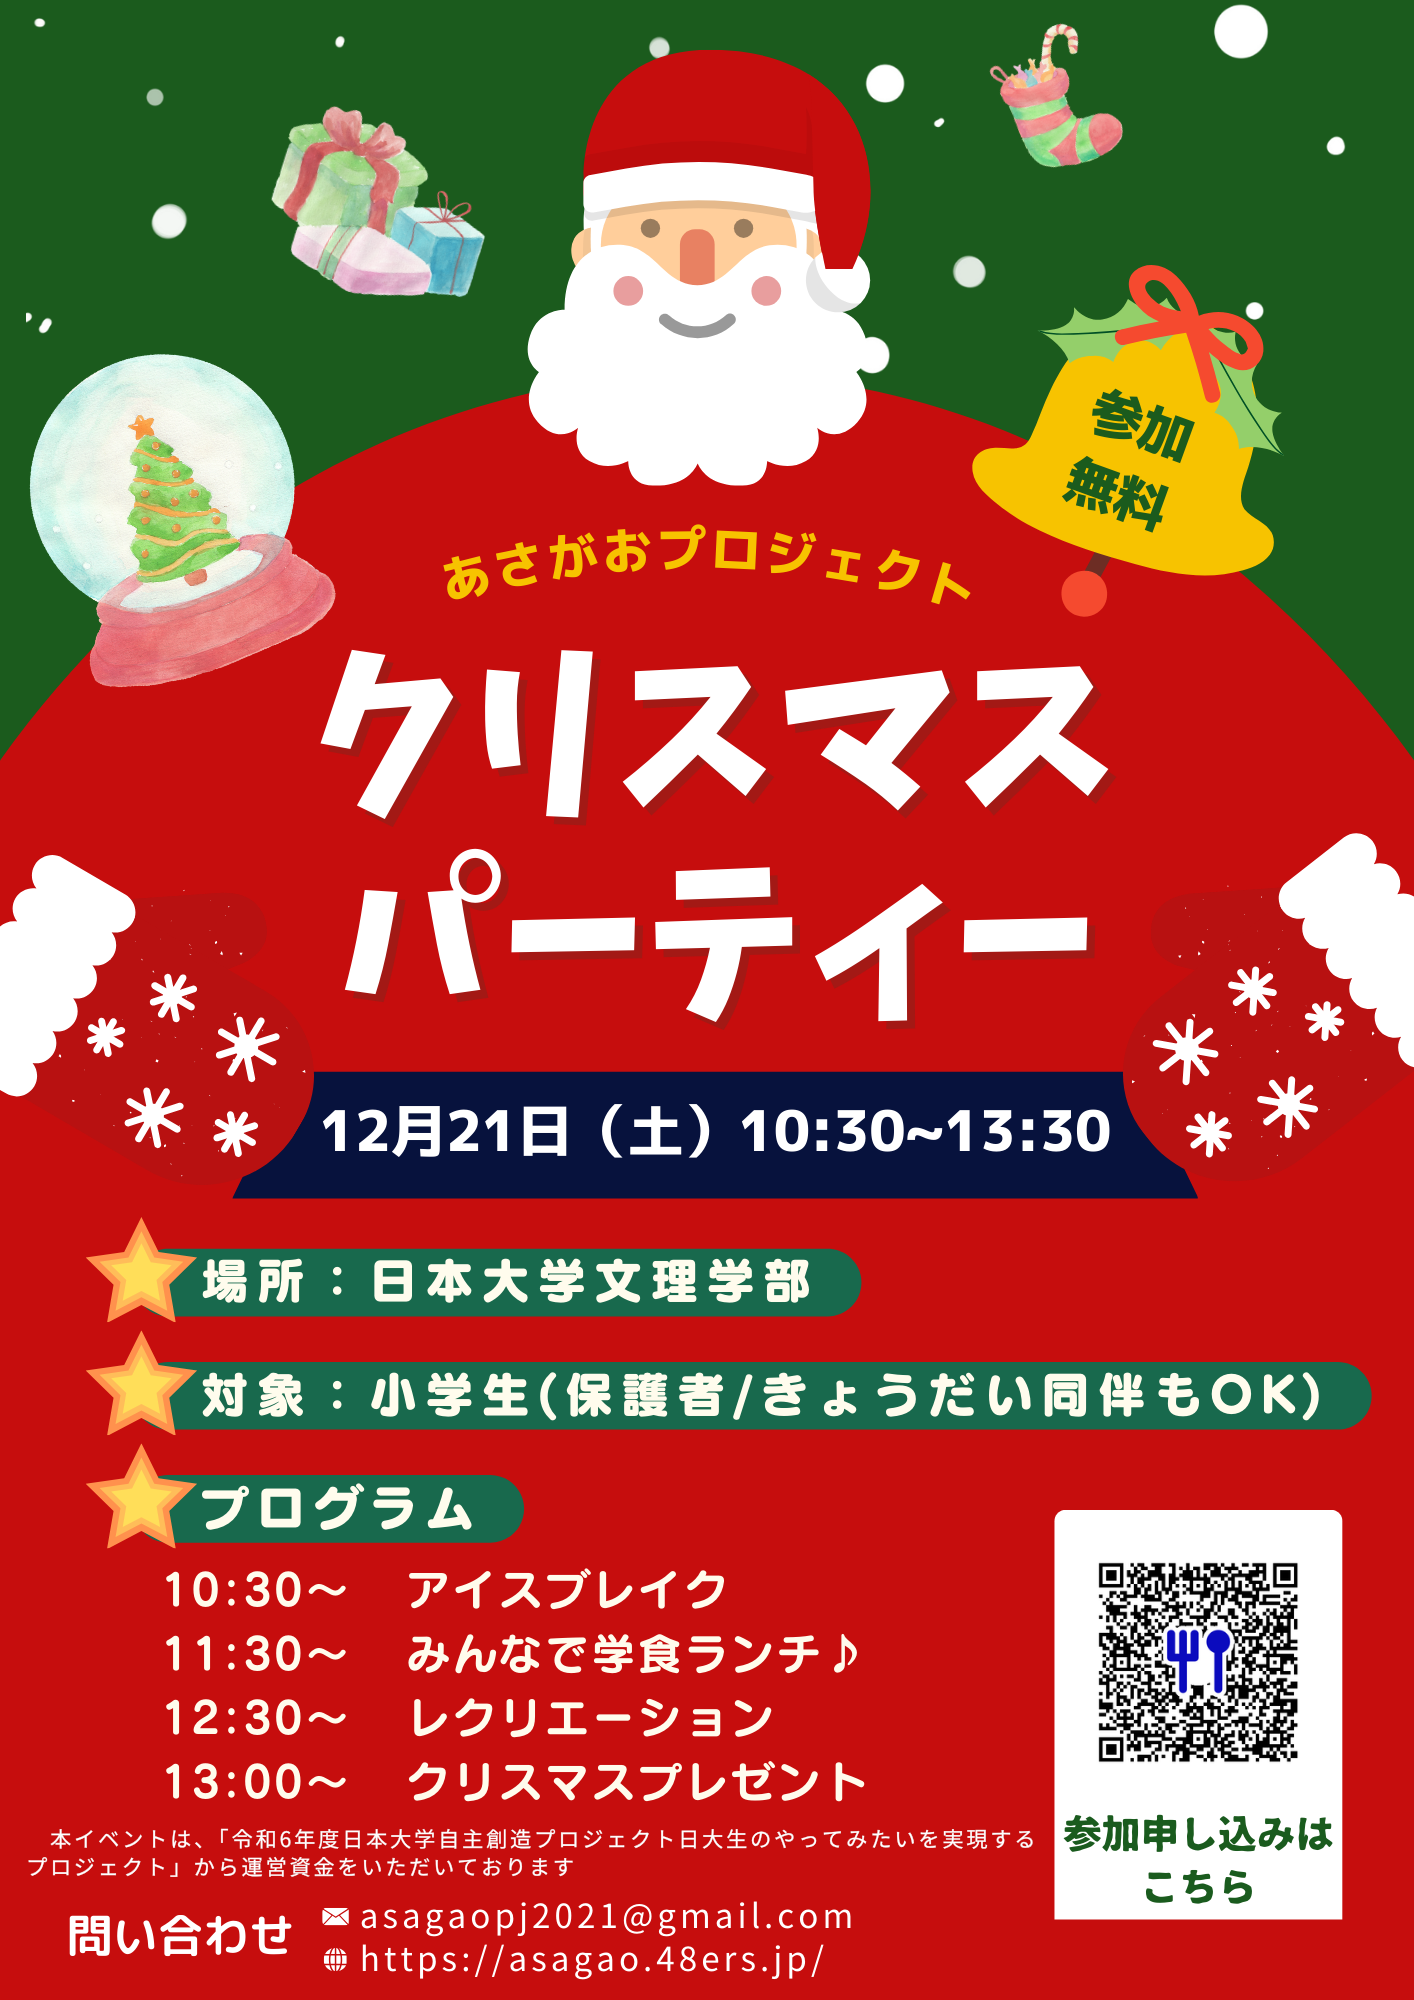 参加
無料
あさがおプロジェクト
クリスマス
パーティー
12月21日（土）10:30~13:30
場所：日本大学文理学部
対象：小学生(保護者/きょうだい同伴もOK)
プログラム
10:30～ アイスブレイク
11:30～ みんなで学食ランチ♪
12:30～ レクリエーション
13:00～ クリスマスプレゼント
本イベントは、「令和6年度日本大学自主創造プロジェクト日大生のやってみたいを実現する
プロジェクト」から運営資金をいただいております
参加申し込みは
こちら
問い合わせ
asagaopj2021@gmail.com
https://asagao.48ers.jp/